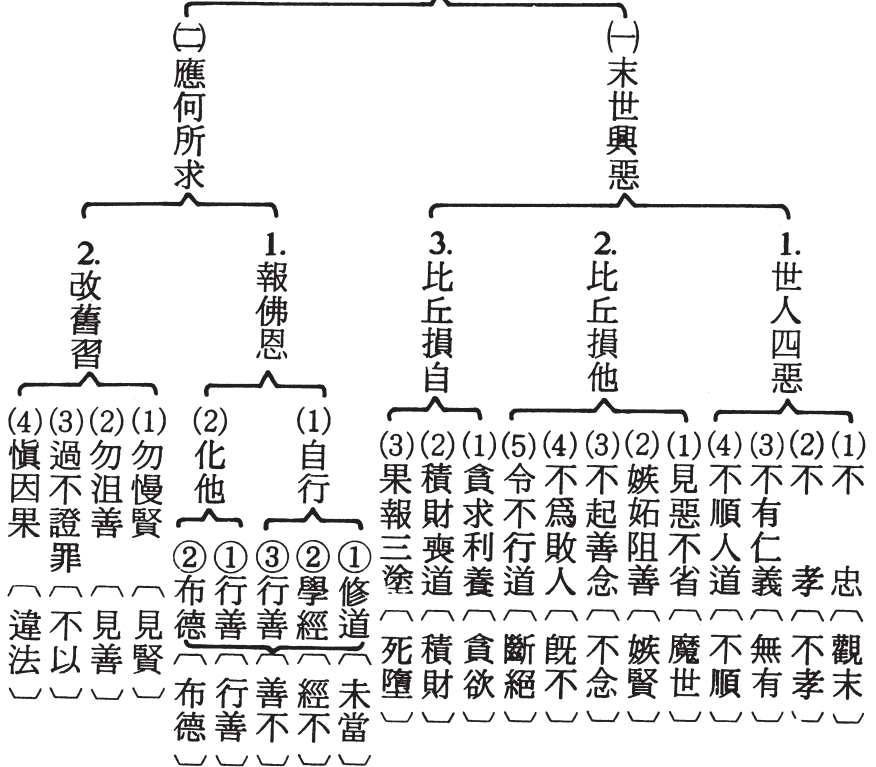 ㈠末世興惡
1.世人四惡
(1)不忠︵觀末︶
(2)不孝︵不孝︶
(3)不有仁義︵無有︶
(4)不順人道︵不順︶
2.比丘損他
(1)見惡不省︵魔世︶
(2)嫉妬阻善︵嫉賢︶
(3)不起善念︵不念︶
(4)不爲敗人︵旣不︶
(5)令不行道︵斷絕︶
3.比丘損自
(1)貪求利養︵貪欲︶
(2)積財喪道︵積財︶
(3)果報三塗︵死墮︶
㈡應何所求
1.報佛恩
(1)自行
①修道︵未當︶
②學經︵經不︶
③行善︵善不︶
(2)化他
①行善︵行善︶
②布德︵布德︶
2.改舊習
(1)勿慢賢︵見賢︶
(2)勿沮善︵見善︶
(3)過不證罪︵不以︶
(4)愼因果︵違法︶